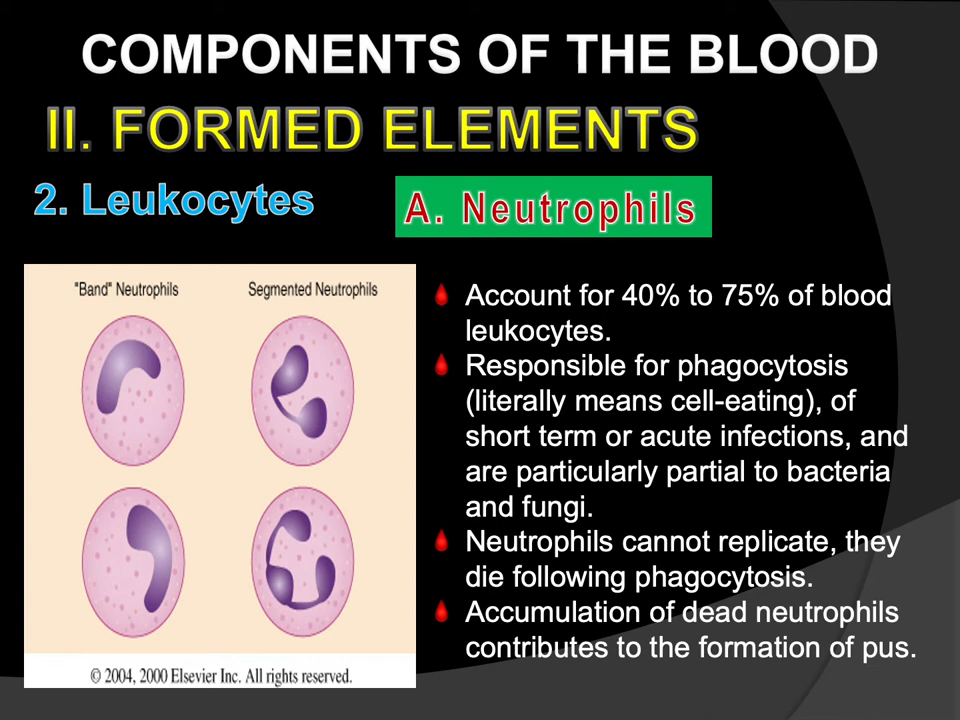 COMPONENTS OF THE BLOOD
II. FORMED ELEMENTS
2. Leukocytes
A. Neutrophils
"Band" Neutrophils
Segmented Neutrophils
© 2004, 2000 Elsevier Inc. All rights reserved.
Account for 40% to 75% of blood
leukocytes.
Responsible for phagocytosis
(literally means cell-eating), of
short term or acute infections, and
are particularly partial to bacteria
and fungi.
Neutrophils cannot replicate, they
die following phagocytosis.
Accumulation of dead neutrophils
contributes to the formation of pus.